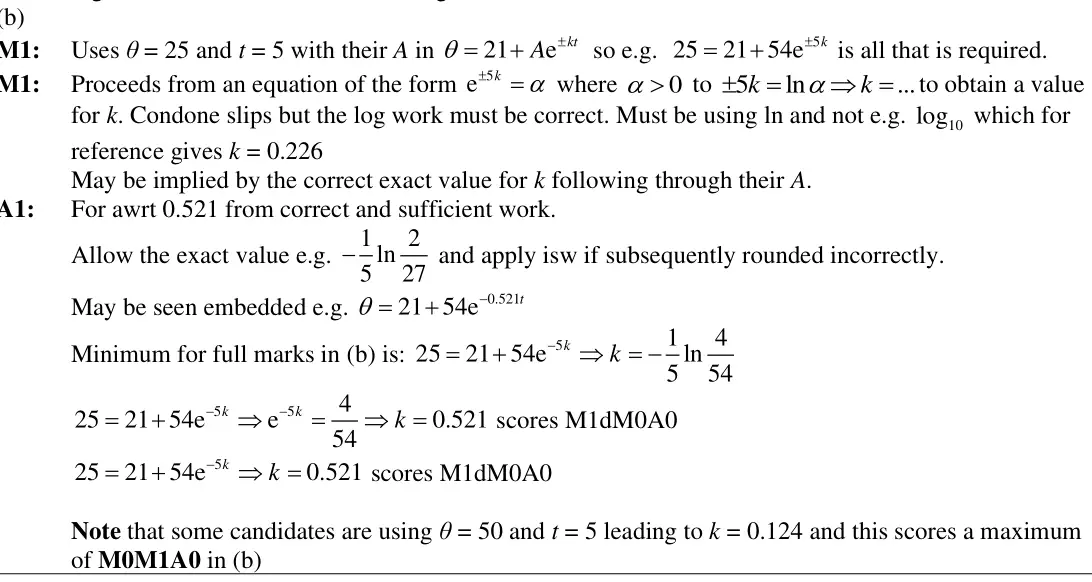 (b)
M1: Uses θ = 25 and t = 5 with their A in θ = 21 + Ae^{±kt} so e.g. 25 = 21 + 54e^{±5k} is all that is required.
M1: Proceeds from an equation of the form e^{±5k} = α where α > 0 to ±5k = ln α ⇒ k = ... to obtain a value
for k. Condone slips but the log work must be correct. Must be using ln and not e.g. log₁₀ which for
reference gives k = 0.226
May be implied by the correct exact value for k following through their A.
A1: For awrt 0.521 from correct and sufficient work.
Allow the exact value e.g. −1/5 ln 2/27 and apply isw if subsequently rounded incorrectly.
May be seen embedded e.g. θ = 21 + 54e^{−0.521t}
Minimum for full marks in (b) is: 25 = 21 + 54e^{−5k} ⇒ k = −1/5 ln 4/54
25 = 21 + 54e^{−5k} ⇒ e^{−5k} = 4/54 ⇒ k = 0.521 scores M1dM0A0
25 = 21 + 54e^{−5k} ⇒ k = 0.521 scores M1dM0A0
Note that some candidates are using θ = 50 and t = 5 leading to k = 0.124 and this scores a maximum
of M0M1A0 in (b)